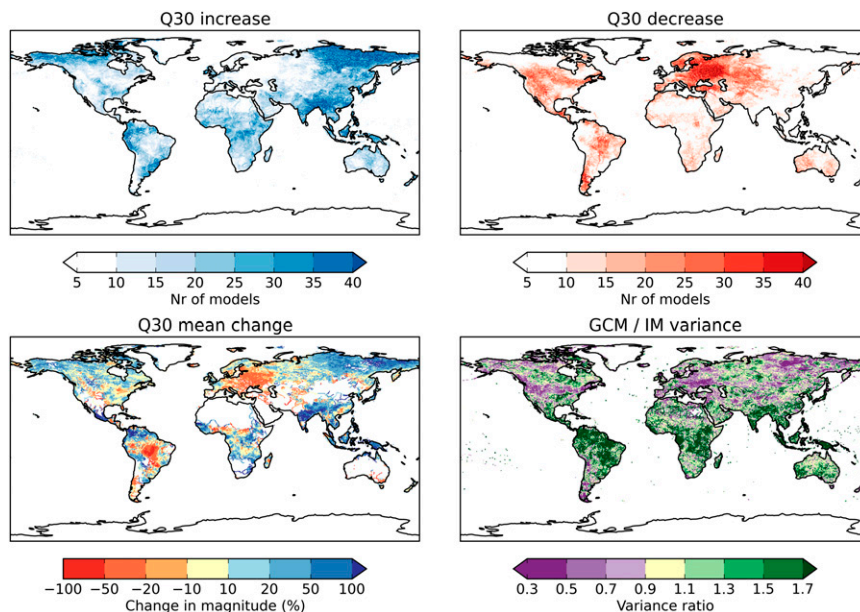 Q30 increase
Q30 decrease
5 10 15 20 25 30 35 40
Nr of models
5 10 15 20 25 30 35 40
Nr of models
Q30 mean change
GCM / IM variance
−100 −50 −20 −10 10 20 50 100
Change in magnitude (%)
0.3 0.5 0.7 0.9 1.1 1.3 1.5 1.7
Variance ratio